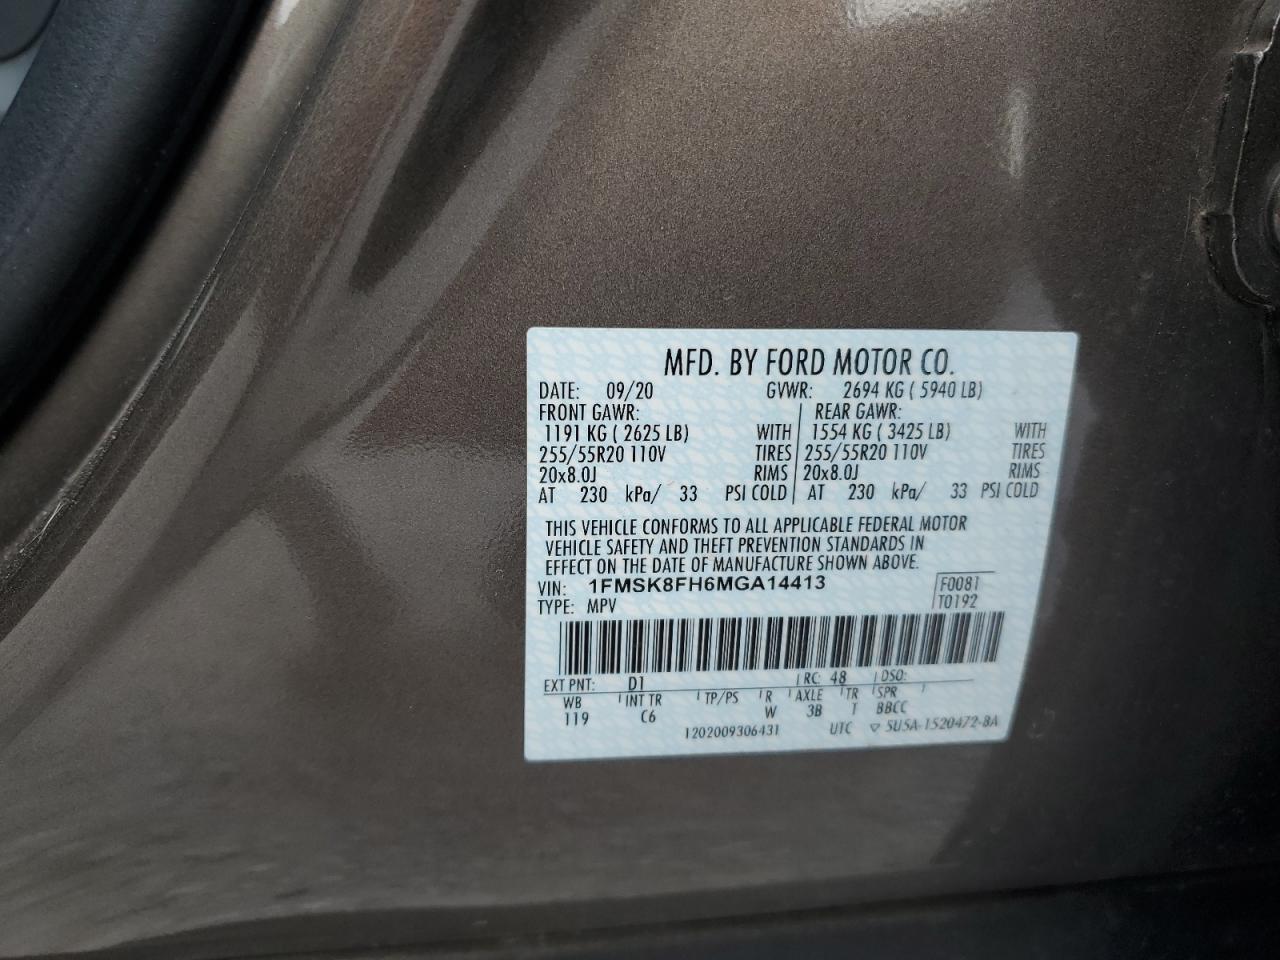 MFD. BY FORD MOTOR CO.
DATE: 09/20 GVWR: 2694 KG ( 5940 LB)
FRONT GAWR: REAR GAWR:
1191 KG ( 2625 LB) WITH 1554 KG ( 3425 LB) WITH
255/55R20 110V TIRES 255/55R20 110V TIRES
20x8.0J RIMS 20x8.0J RIMS
AT 230 kPa/ 33 PSI COLD AT 230 kPa/ 33 PSI COLD
THIS VEHICLE CONFORMS TO ALL APPLICABLE FEDERAL MOTOR
VEHICLE SAFETY AND THEFT PREVENTION STANDARDS IN
EFFECT ON THE DATE OF MANUFACTURE SHOWN ABOVE.
VIN: 1FMSK8FH6MGA14413 F0081
TYPE: MPV T0192
EXT PNT: D1 RC: 48 DSO:
WB INT TR TP/PS R AXLE TR SPR
119 C6 W 3B T BBCC
1202009306431 UTC ▽ 5U5A-1520472-BA